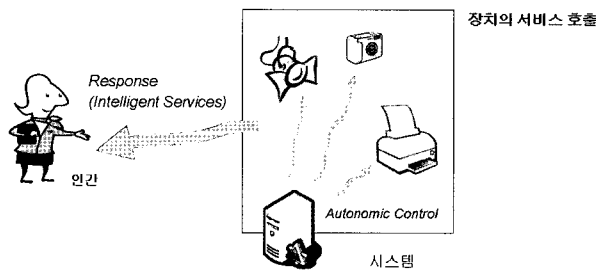 장치의 서비스 호출
Response
(Intelligent Services)
인간
Autonomic Control
시스템